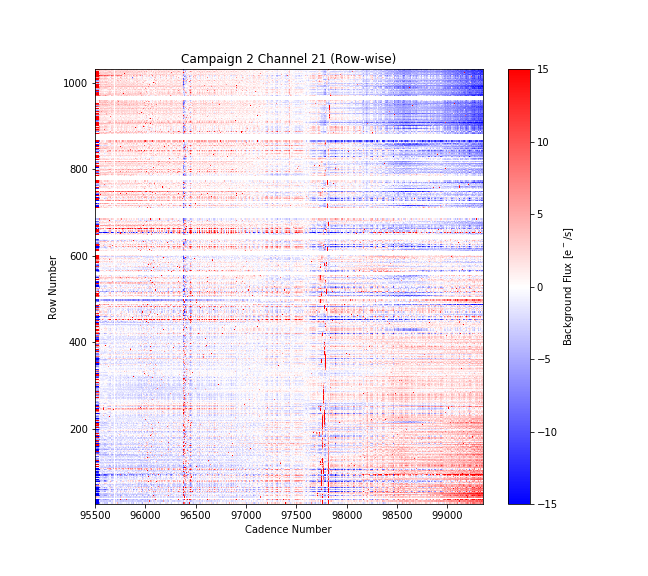 Campaign 2 Channel 21 (Row-wise)
1000
800
600
400
200
Row Number
95500 96000 96500 97000 97500 98000 98500 99000
Cadence Number
15
10
5
0
−5
−10
−15
Background Flux [e⁻/s]